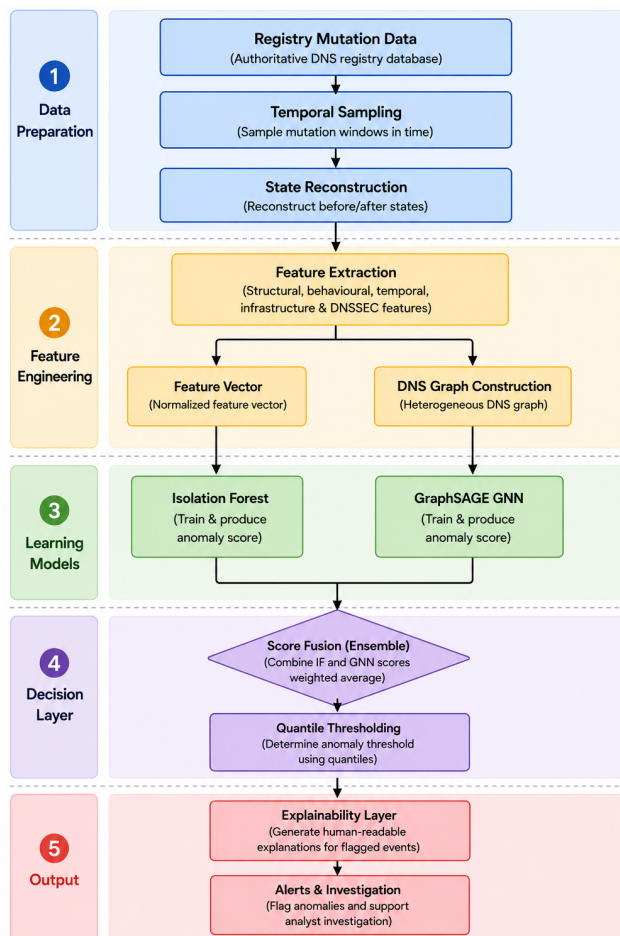 1
Data
Preparation
Registry Mutation Data
(Authoritative DNS registry database)
Temporal Sampling
(Sample mutation windows in time)
State Reconstruction
(Reconstruct before/after states)
2
Feature
Engineering
Feature Extraction
(Structural, behavioural, temporal,
infrastructure & DNSSEC features)
Feature Vector
(Normalized feature vector)
DNS Graph Construction
(Heterogeneous DNS graph)
3
Learning
Models
Isolation Forest
(Train & produce
anomaly score)
GraphSAGE GNN
(Train & produce
anomaly score)
4
Decision
Layer
Score Fusion (Ensemble)
(Combine IF and GNN scores
weighted average)
Quantile Thresholding
(Determine anomaly threshold
using quantiles)
5
Output
Explainability Layer
(Generate human-readable
explanations for flagged events)
Alerts & Investigation
(Flag anomalies and support
analyst investigation)